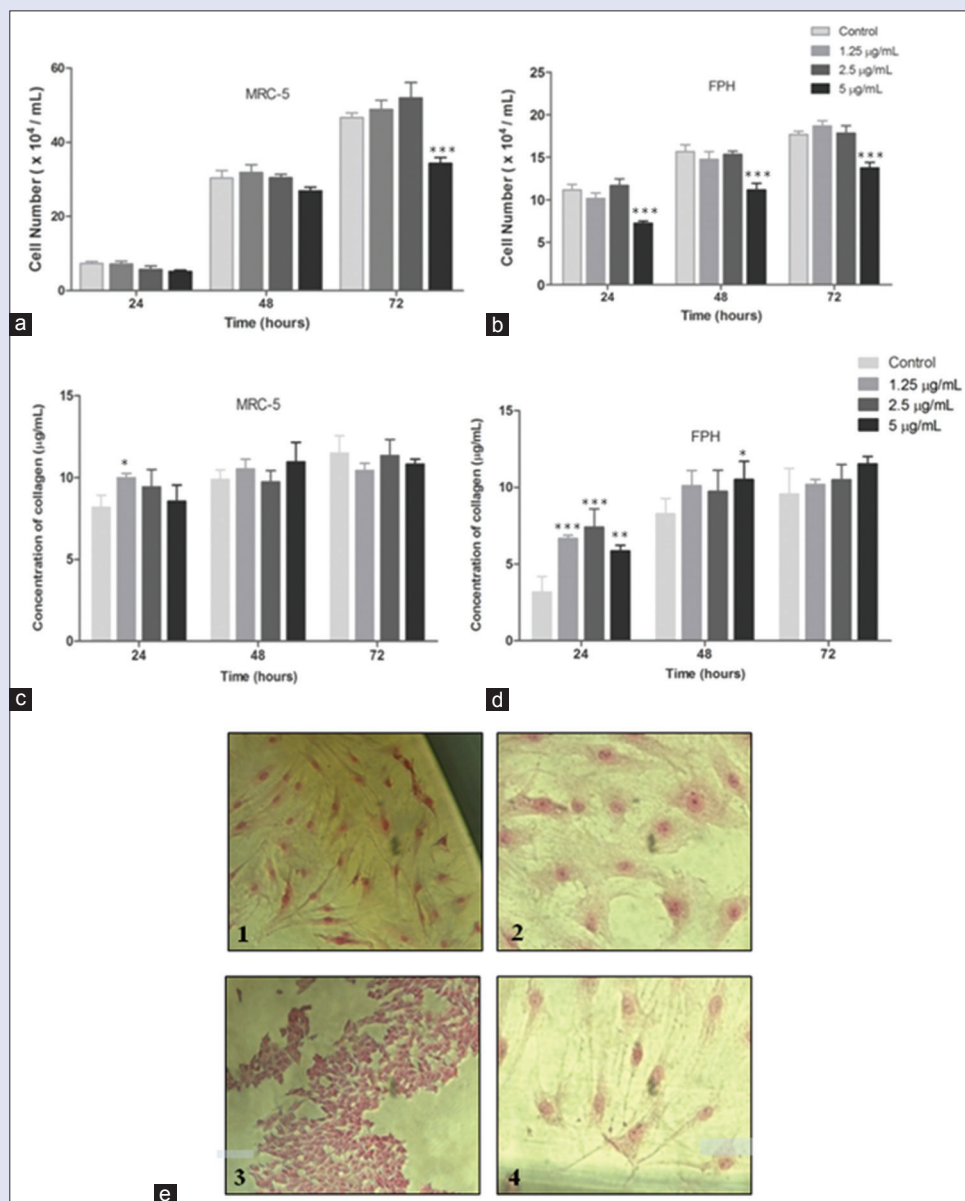 Control
1.25 µg/mL
2.5 µg/mL
5 µg/mL
MRC-5
Cell Number ( x 10⁴ / mL)
60
40
20
0
***
24 48 72
Time (hours)
a
FPH
Cell Number ( x 10⁴ / mL)
25
20
15
10
5
0
*** *** ***
24 48 72
Time (hours)
b
MRC-5
Concentration of collagen (µg/mL)
15
10
5
0
*
24 48 72
Time (hours)
c
Control
1.25 µg/mL
2.5 µg/mL
5 µg/mL
FPH
Concentration of collagen (µg/mL)
15
10
5
0
*** *** ** *
24 48 72
Time (hours)
d
1
2
3
4
e